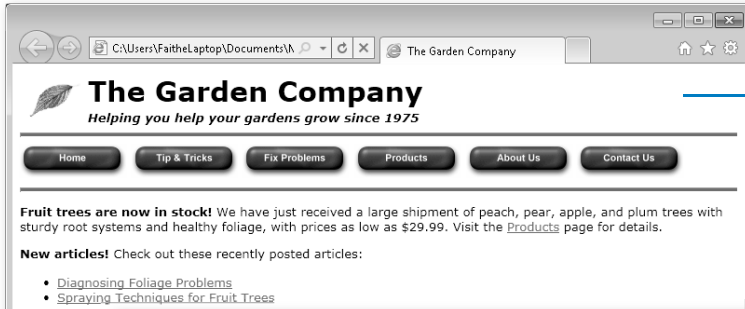 C:\Users\FaitheLaptop\Documents\
The Garden Company
The Garden Company
Helping you help your gardens grow since 1975
Home Tip & Tricks Fix Problems Products About Us Contact Us
Fruit trees are now in stock! We have just received a large shipment of peach, pear, apple, and plum trees with
sturdy root systems and healthy foliage, with prices as low as $29.99. Visit the Products page for details.
New articles! Check out these recently posted articles:
• Diagnosing Foliage Problems
• Spraying Techniques for Fruit Trees